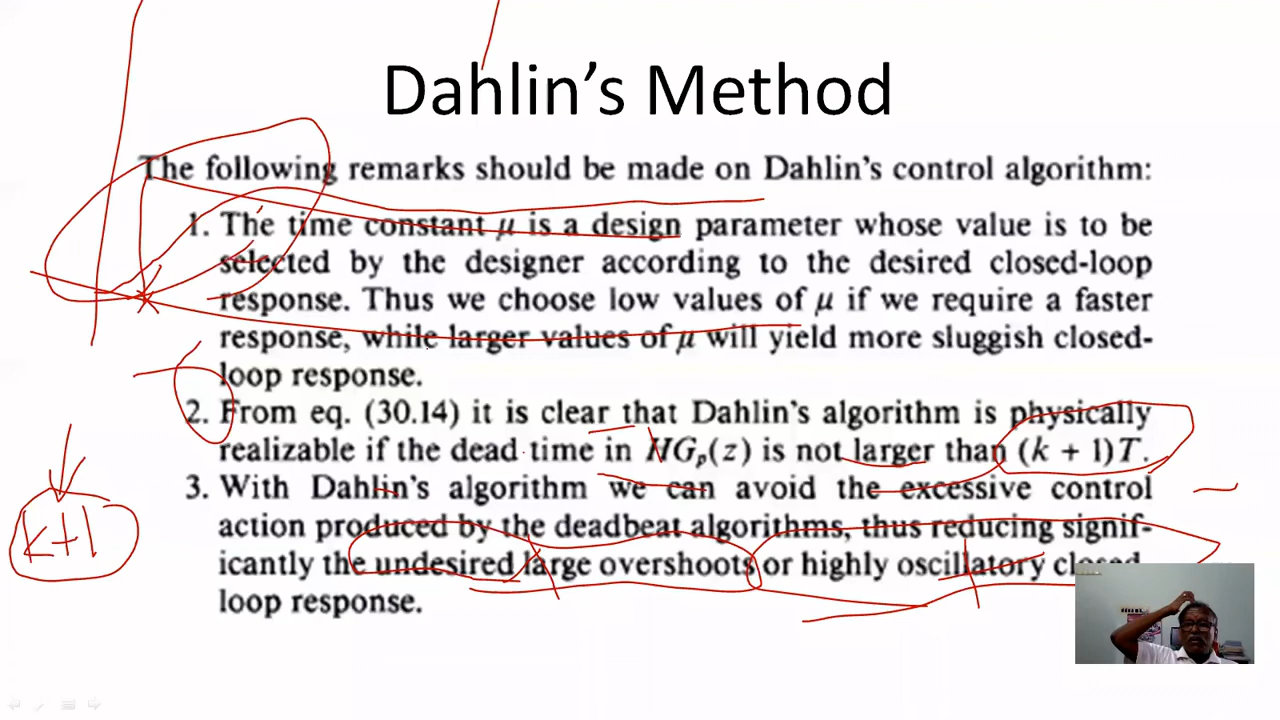 Dahlin’s Method
The following remarks should be made on Dahlin's control algorithm:
1. The time constant μ is a design parameter whose value is to be
selected by the designer according to the desired closed-loop
response. Thus we choose low values of μ if we require a faster
response, while larger values of μ will yield more sluggish closed-
loop response.
2. From eq. (30.14) it is clear that Dahlin's algorithm is physically
realizable if the dead time in HGp(z) is not larger than (k + 1)T.
3. With Dahlin's algorithm we can avoid the excessive control
k+1
action produced by the deadbeat algorithms, thus reducing signif-
icantly the undesired large overshoots or highly oscillatory closed-
loop response.